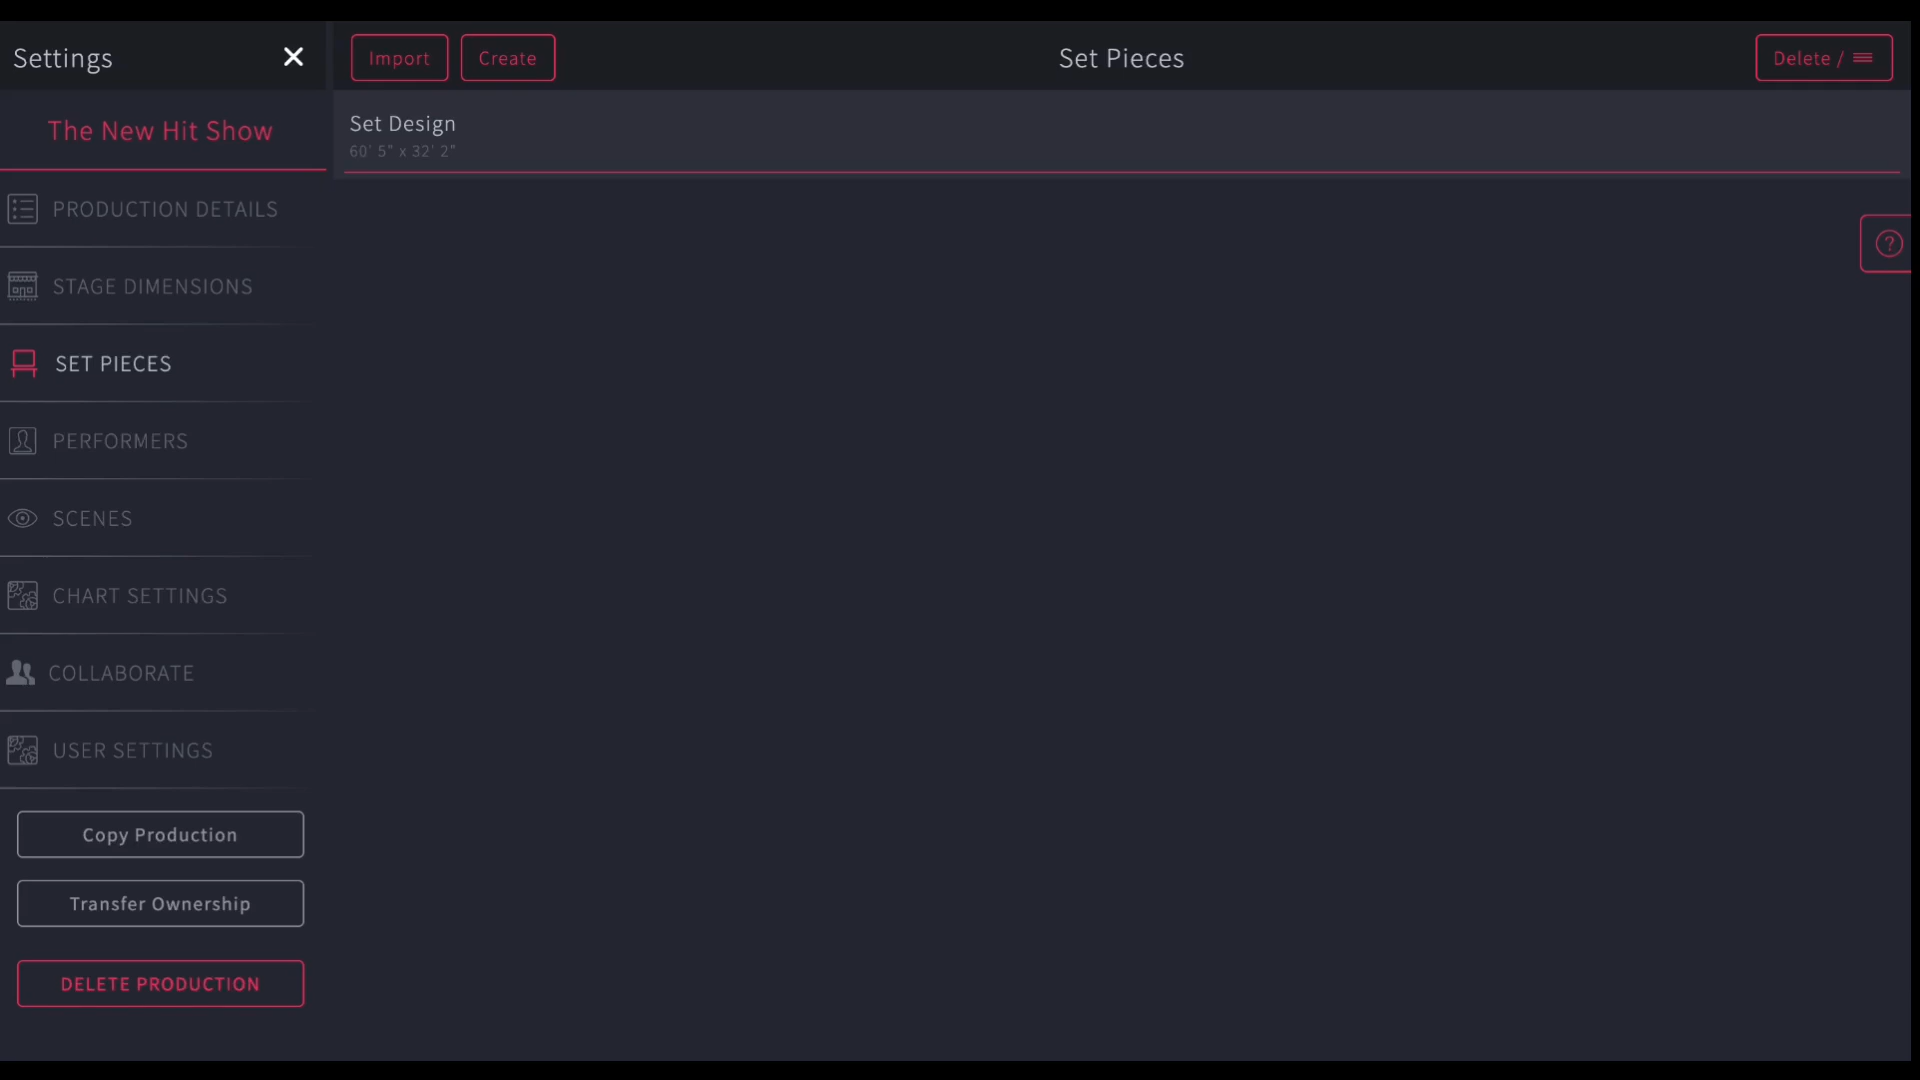 Settings
Import
Create
Set Pieces
Delete /
The New Hit Show
Set Design
60' 5" x 32' 2"
PRODUCTION DETAILS
STAGE DIMENSIONS
?
SET PIECES
PERFORMERS
SCENES
CHART SETTINGS
COLLABORATE
USER SETTINGS
Copy Production
Transfer Ownership
DELETE PRODUCTION